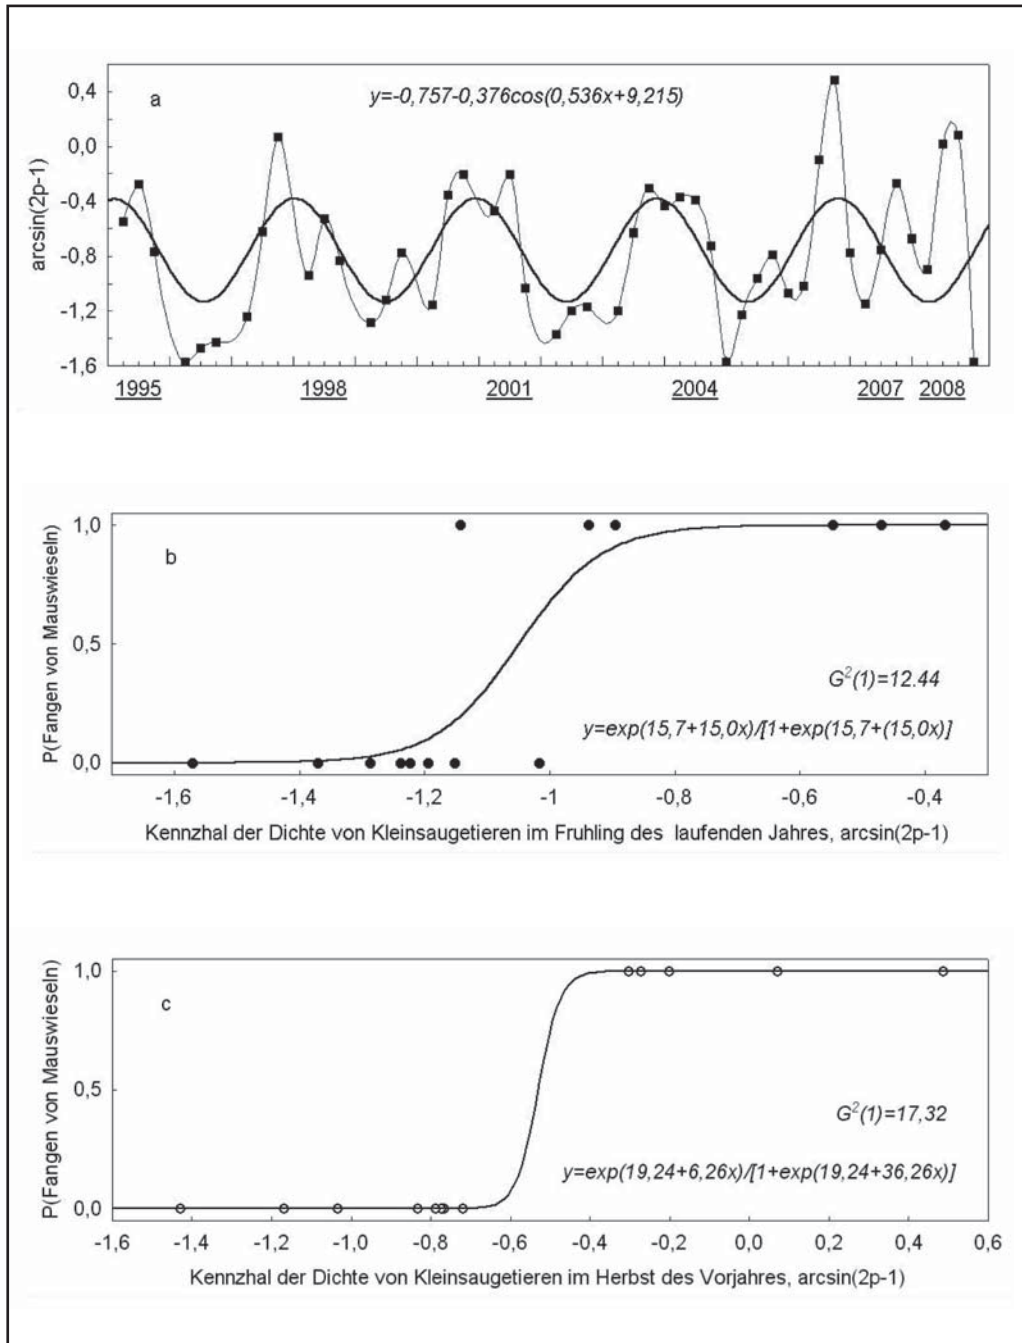 a
y=-0,757-0,376cos(0,536x+9,215)
arcsin(2p-1)
0,4
0,0
-0,4
-0,8
-1,2
-1,6
1995 1998 2001 2004 2007 2008
b
P(Fangen von Mauswieseln)
1,0
0,5
0,0
G²(1)=12.44
y=exp(15,7+15,0x)/[1+exp(15,7+(15,0x)]
-1,6 -1,4 -1,2 -1 -0,8 -0,6 -0,4
Kennzhal der Dichte von Kleinsaugetieren im Fruhling des laufenden Jahres, arcsin(2p-1)
c
P(Fangen von Mauswieseln)
1,0
0,5
0,0
G²(1)=17,32
y=exp(19,24+6,26x)/[1+exp(19,24+36,26x)]
-1,6 -1,4 -1,2 -1,0 -0,8 -0,6 -0,4 -0,2 0,0 0,2 0,4 0,6
Kennzhal der Dichte von Kleinsaugetieren im Herbst des Vorjahres, arcsin(2p-1)